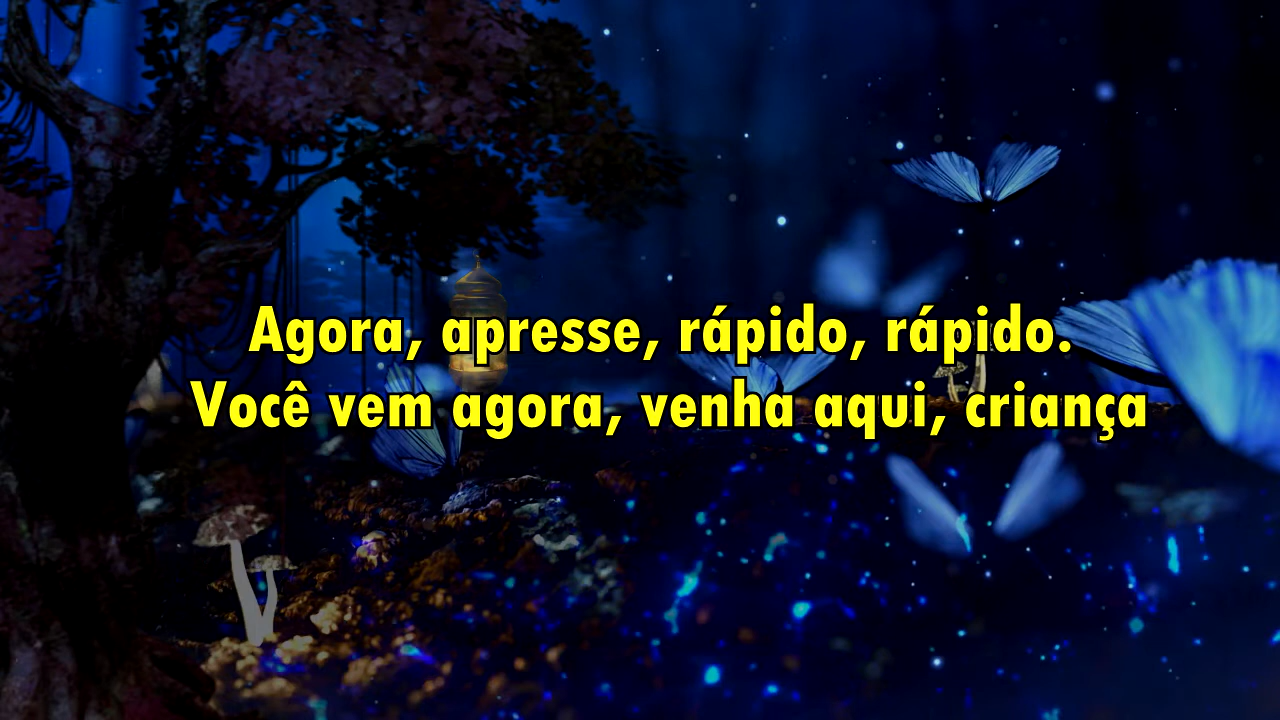 Agora, apresse, rápido, rápido.
Você vem agora, venha aqui, criança